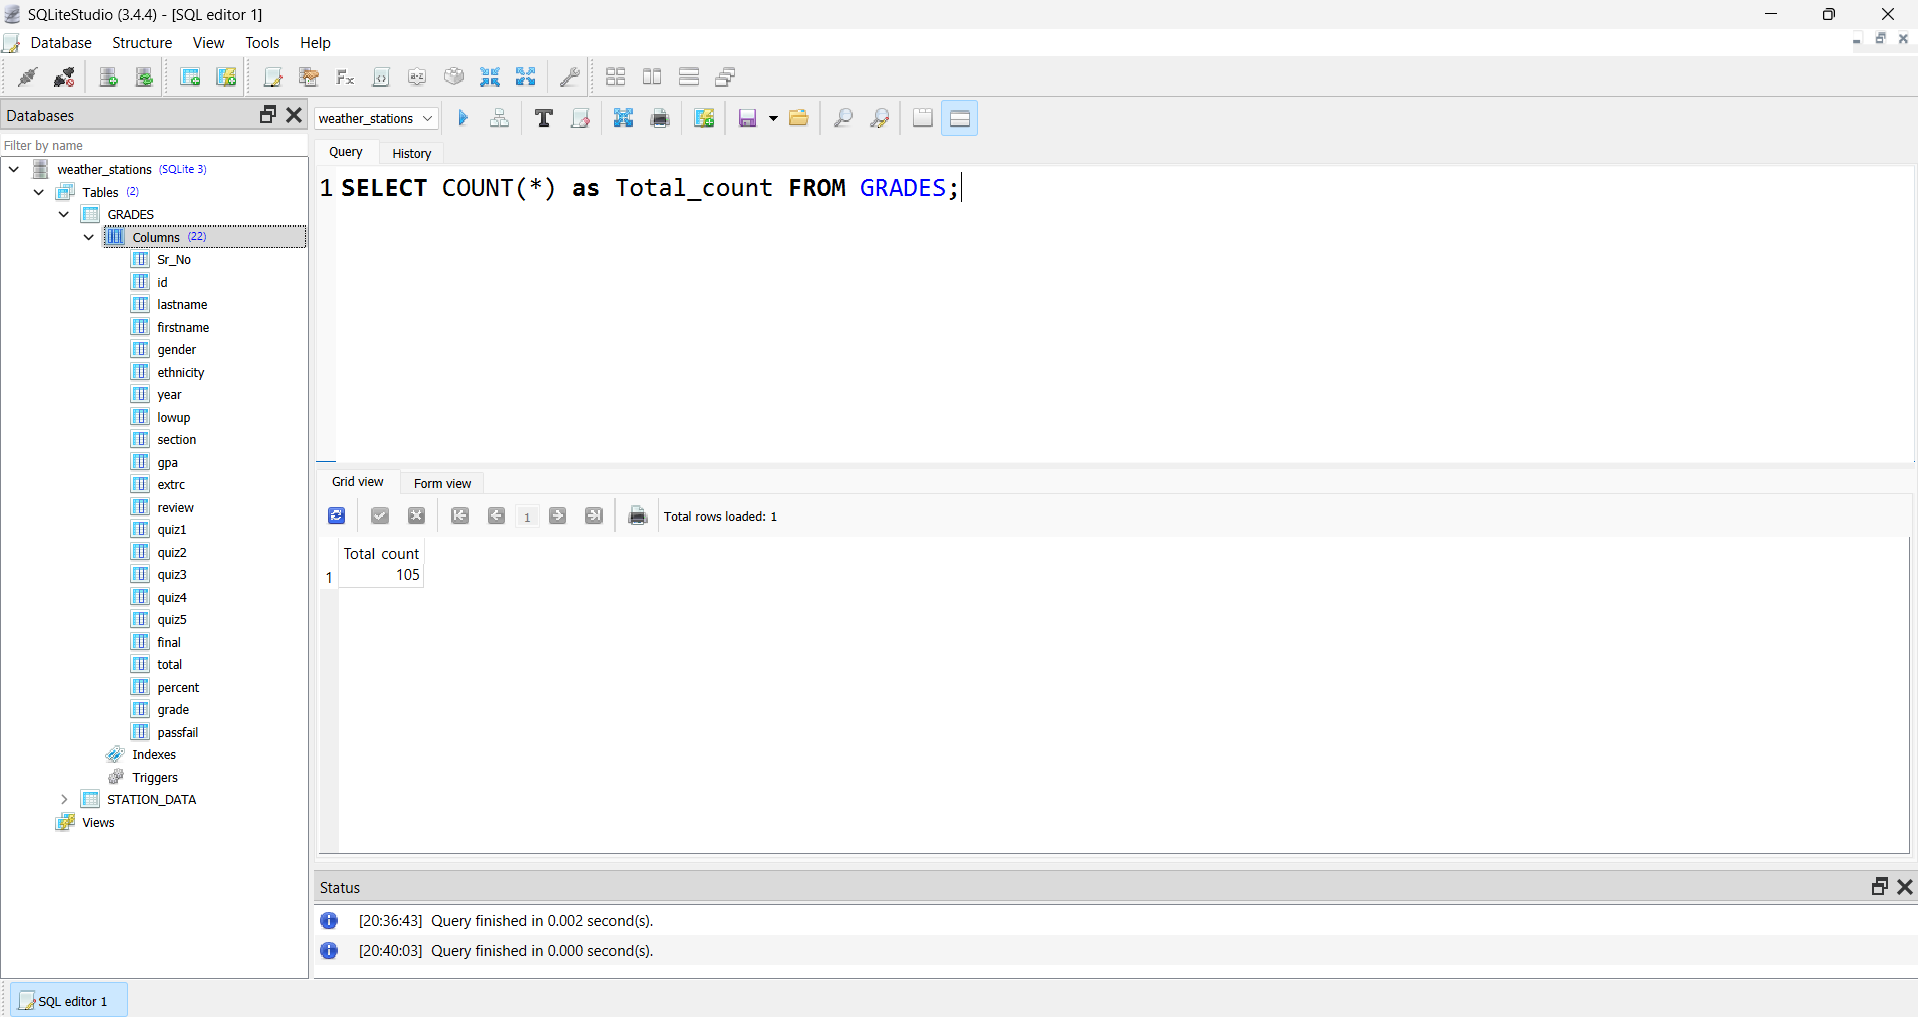 SQLiteStudio (3.4.4) - [SQL editor 1]
Database Structure View Tools Help
Databases
Filter by name
weather_stations (SQLite 3)
Tables (2)
GRADES
Columns (22)
Sr_No
id
lastname
firstname
gender
ethnicity
year
lowup
section
gpa
extrc
review
quiz1
quiz2
quiz3
quiz4
quiz5
final
total
percent
grade
passfail
Indexes
Triggers
STATION_DATA
Views
weather_stations
Query History
1 SELECT COUNT(*) as Total_count FROM GRADES;
Grid view Form view
1 Total rows loaded: 1
Total count
1 105
Status
[20:36:43] Query finished in 0.002 second(s).
[20:40:03] Query finished in 0.000 second(s).
SQL editor 1